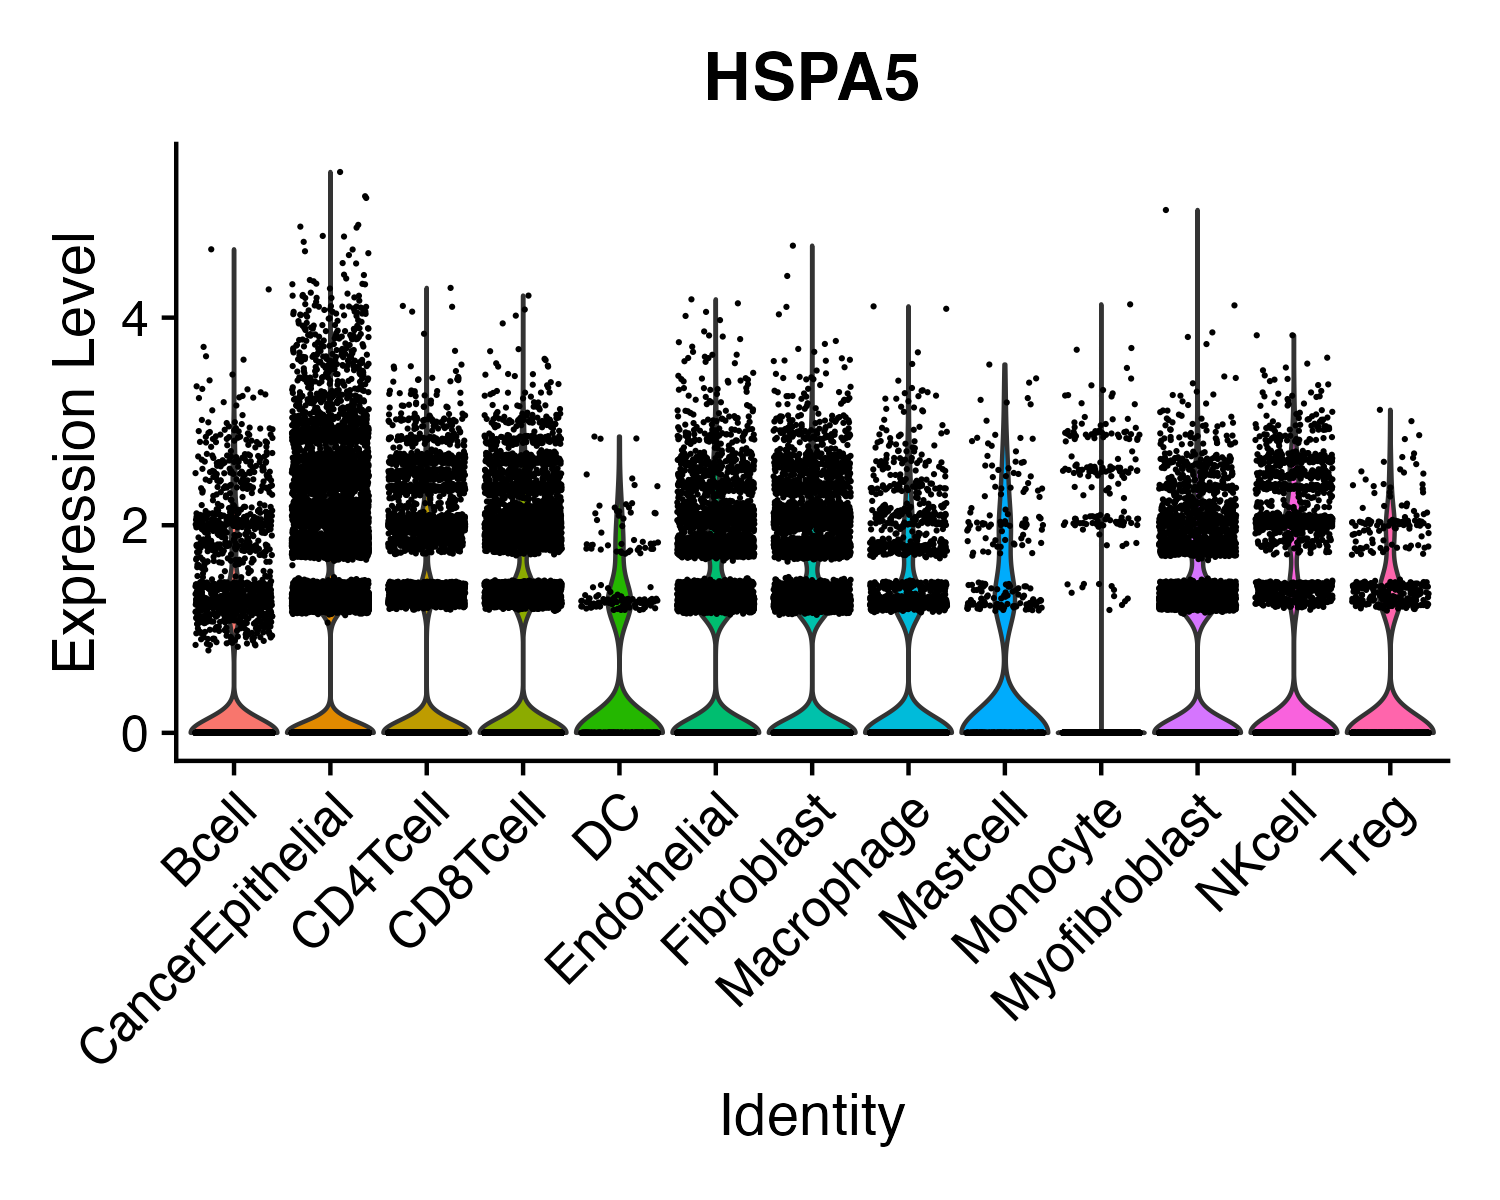 HSPA5
Expression Level
4
2
0
Bcell
CancerEpithelial
CD4Tcell
CD8Tcell
DC
Endothelial
Fibroblast
Macrophage
Mastcell
Monocyte
Myofibroblast
NKcell
Treg
Identity